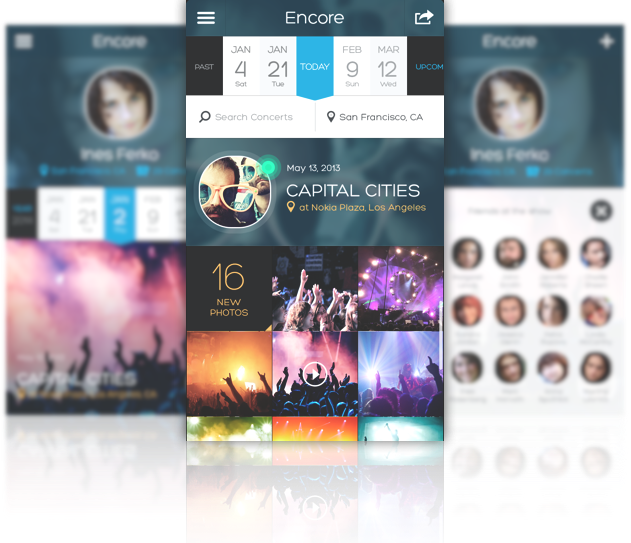 Encore
Encore
Encore
PAST
JAN
4
Sat
JAN
21
Tue
TODAY
FEB
9
Sun
MAR
12
Wed
UPCOM
Search Concerts
San Francisco, CA
Ines Ferko
May 13, 2013
CAPITAL CITIES
at Nokia Plaza, Los Angeles
16
NEW
PHOTOS
CAPITAL CITIES